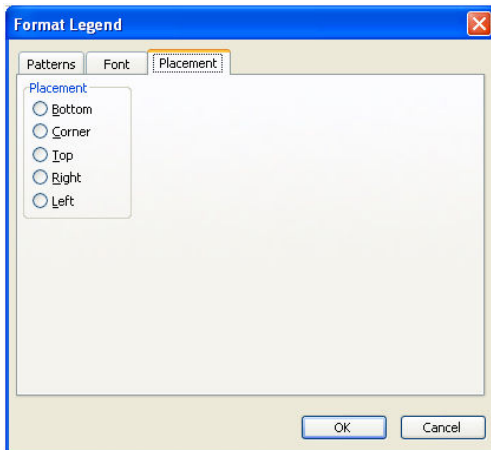 Format Legend
Patterns Font Placement
Placement
Bottom
Corner
Top
Right
Left
OK Cancel